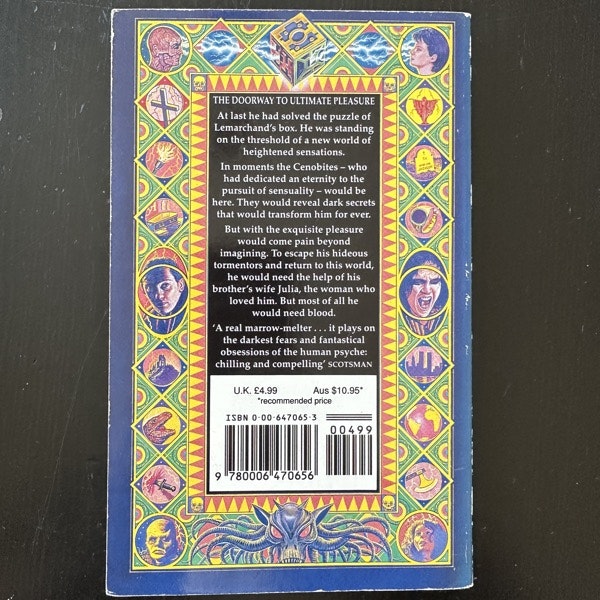 THE DOORWAY TO ULTIMATE PLEASURE
At last he had solved the puzzle of
Lemarchand's box. He was standing
on the threshold of a new world of
heightened sensations.
In moments the Cenobites – who
had dedicated an eternity to the
pursuit of sensuality – would be
here. They would reveal dark secrets
that would transform him for ever.
But with the exquisite pleasure
would come pain beyond
imagining. To escape his hideous
tormentors and return to this world,
he would need the help of his
brother's wife Julia, the woman who
loved him. But most of all he
would need blood.
'A real marrow-melter . . . it plays on
the darkest fears and fantastical
obsessions of the human psyche:
chilling and compelling' SCOTSMAN
U.K. £4.99 Aus $10.95*
*recommended price
ISBN 0-00-647065-3
00499
9 780006 470656